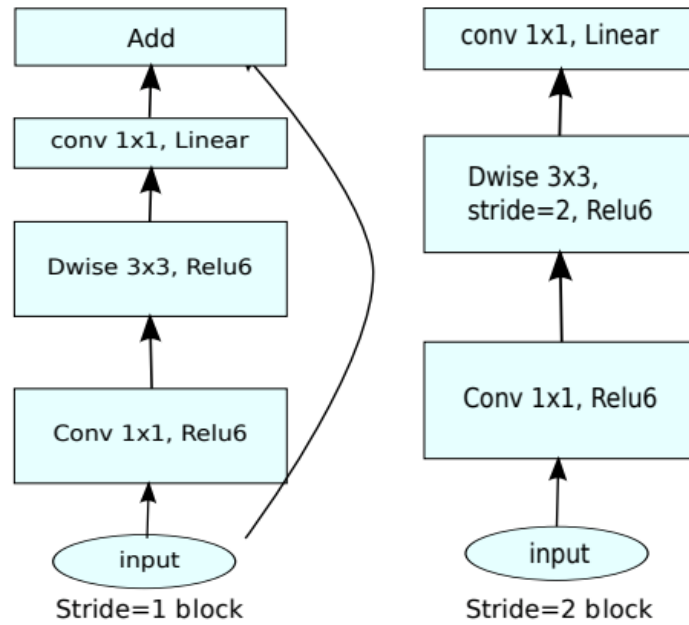 Add
conv 1x1, Linear
Dwise 3x3, Relu6
Conv 1x1, Relu6
input
Stride=1 block
conv 1x1, Linear
Dwise 3x3,
stride=2, Relu6
Conv 1x1, Relu6
input
Stride=2 block